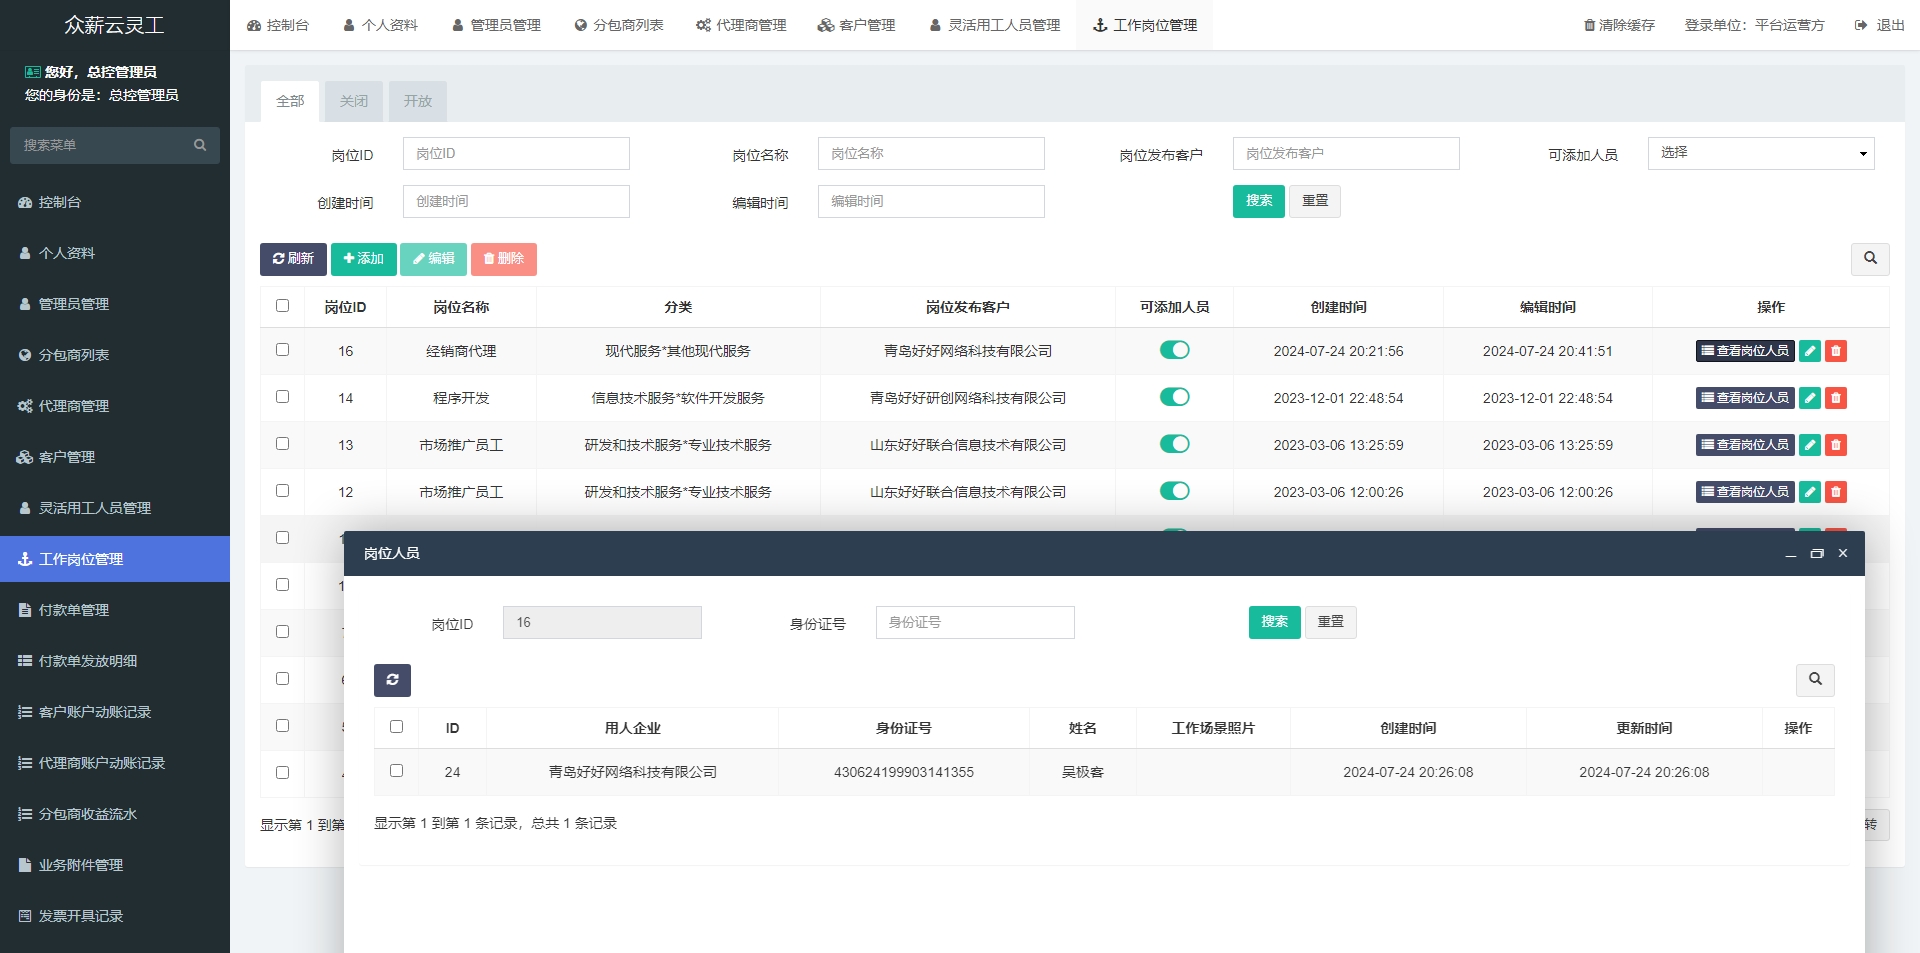 众薪云灵工
您好，总控管理员
您的身份是：总控管理员
搜索菜单
控制台
个人资料
管理员管理
分包商列表
代理商管理
客户管理
灵活用工人员管理
工作岗位管理
付款单管理
付款单发放明细
客户账户动账记录
代理商账户动账记录
分包商收益流水
业务附件管理
发票开具记录
控制台 个人资料 管理员管理 分包商列表 代理商管理 客户管理 灵活用工人员管理 工作岗位管理 清除缓存 登录单位：平台运营方 退出
全部 关闭 开放
岗位ID 岗位ID 岗位名称 岗位名称 岗位发布客户 岗位发布客户 可添加人员 选择
创建时间 创建时间 编辑时间 编辑时间 搜索 重置
刷新 添加 编辑 删除
岗位ID 岗位名称 分类 岗位发布客户 可添加人员 创建时间 编辑时间 操作
16 经销商代理 现代服务*其他现代服务 青岛好好网络科技有限公司 2024-07-24 20:21:56 2024-07-24 20:41:51 查看岗位人员
14 程序开发 信息技术服务*软件开发服务 青岛好好研创网络科技有限公司 2023-12-01 22:48:54 2023-12-01 22:48:54 查看岗位人员
13 市场推广员工 研发和技术服务*专业技术服务 山东好好联合信息技术有限公司 2023-03-06 13:25:59 2023-03-06 13:25:59 查看岗位人员
12 市场推广员工 研发和技术服务*专业技术服务 山东好好联合信息技术有限公司 2023-03-06 12:00:26 2023-03-06 12:00:26 查看岗位人员
显示第 1 到第
转
岗位人员
岗位ID 16 身份证号 身份证号 搜索 重置
ID 用人企业 身份证号 姓名 工作场景照片 创建时间 更新时间 操作
24 青岛好好网络科技有限公司 430624199903141355 吴极客 2024-07-24 20:26:08 2024-07-24 20:26:08
显示第 1 到第 1 条记录，总共 1 条记录